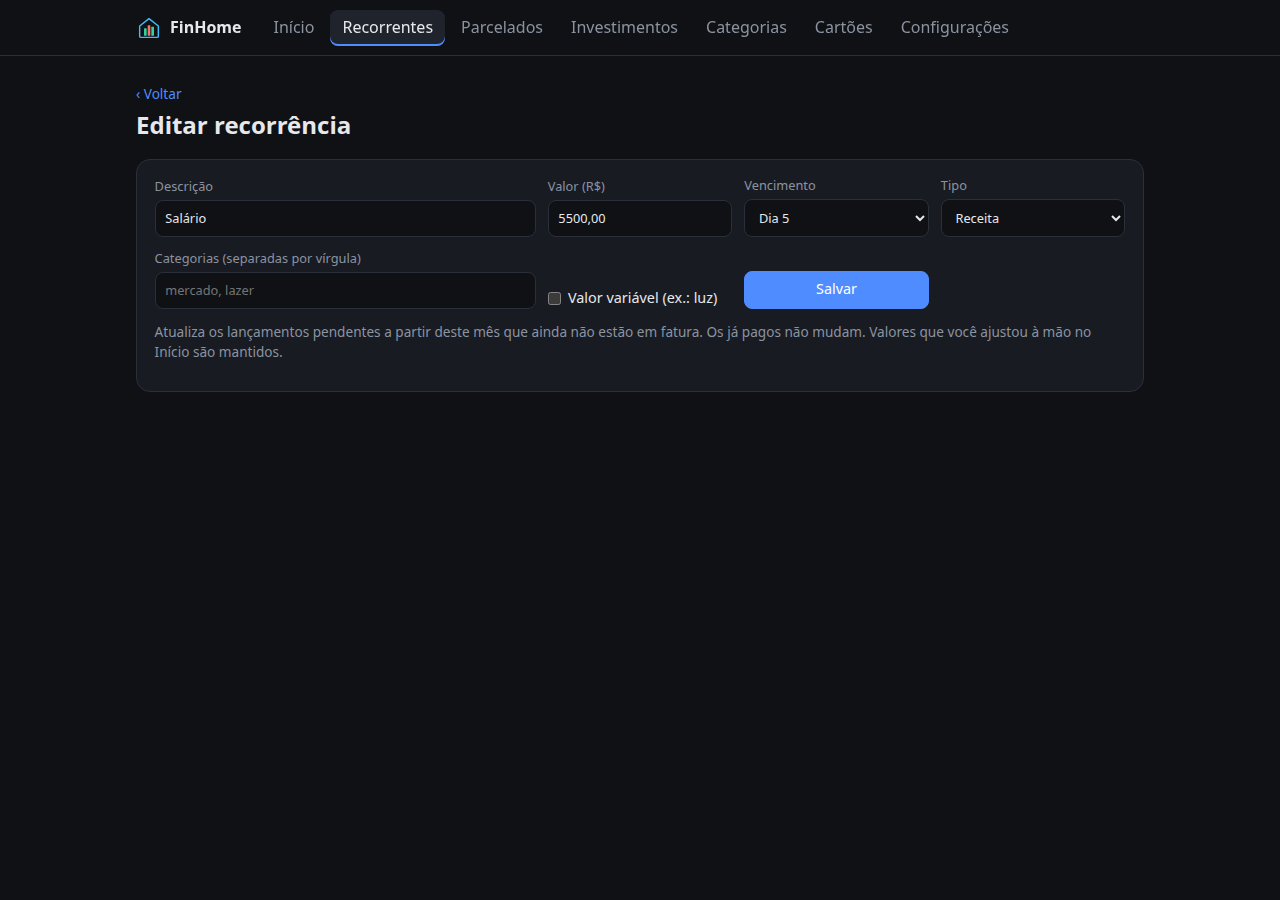 FinHome Início Recorrentes Parcelados Investimentos Categorias Cartões Configurações
‹ Voltar
Editar recorrência
Descrição Valor (R$) Vencimento Tipo
Salário 5500,00 Dia 5 Receita
Categorias (separadas por vírgula)
mercado, lazer Valor variável (ex.: luz) Salvar
Atualiza os lançamentos pendentes a partir deste mês que ainda não estão em fatura. Os já pagos não mudam. Valores que você ajustou à mão no
Início são mantidos.